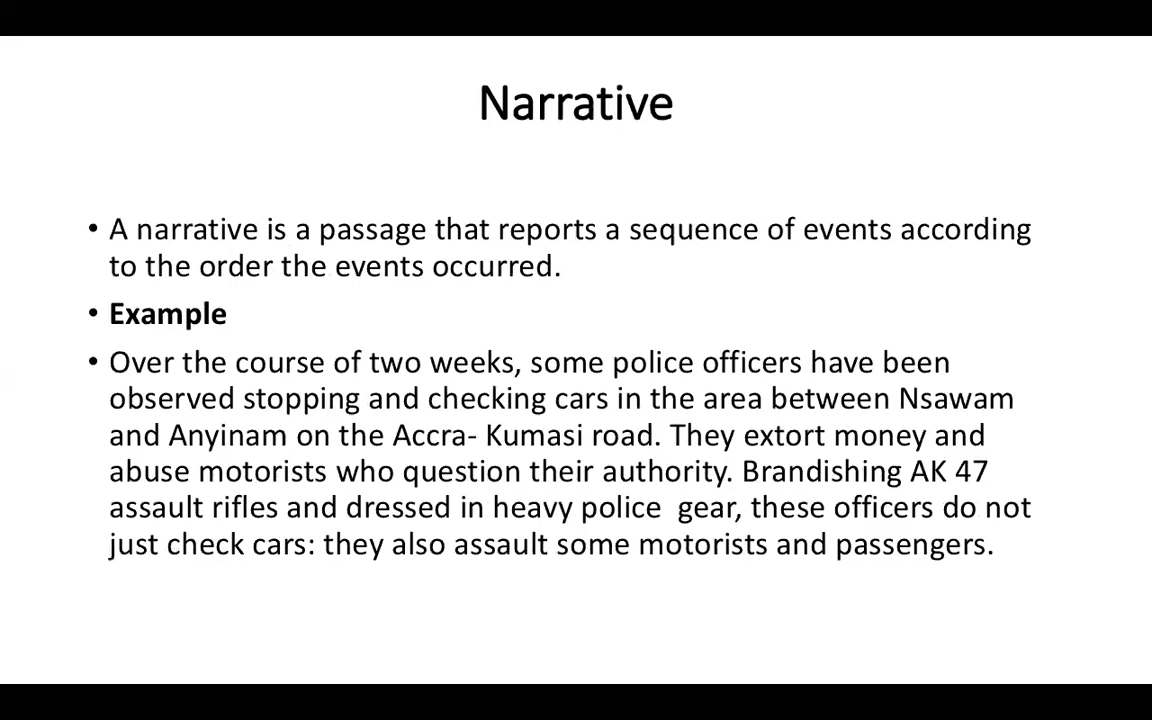 Narrative
• A narrative is a passage that reports a sequence of events according
to the order the events occurred.
• Example
• Over the course of two weeks, some police officers have been
observed stopping and checking cars in the area between Nsawam
and Anyinam on the Accra- Kumasi road. They extort money and
abuse motorists who question their authority. Brandishing AK 47
assault rifles and dressed in heavy police  gear, these officers do not
just check cars: they also assault some motorists and passengers.